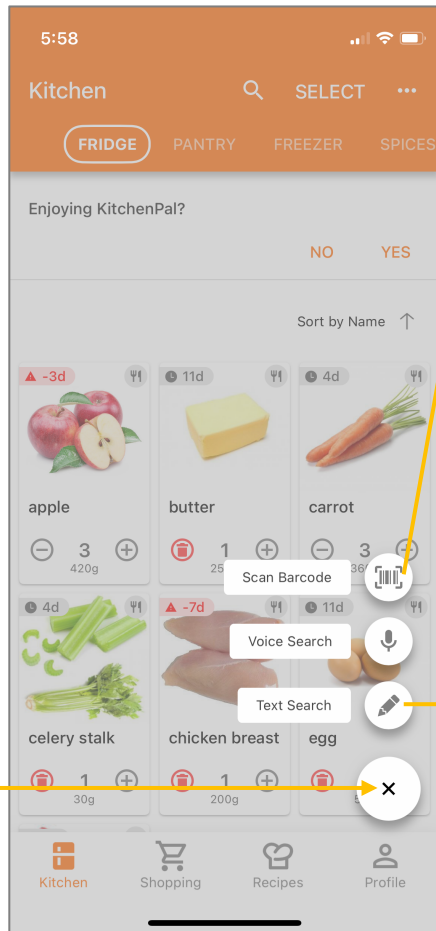 5:58
Kitchen
SELECT
FRIDGE
PANTRY
FREEZER
SPICES
Enjoying KitchenPal?
NO
YES
Sort by Name
-3d
11d
4d
apple
butter
carrot
3
1
3
420g
Scan Barcode
4d
-7d
11d
Voice Search
Text Search
celery stalk
chicken breast
egg
1
1
30g
200g
Kitchen
Shopping
Recipes
Profile